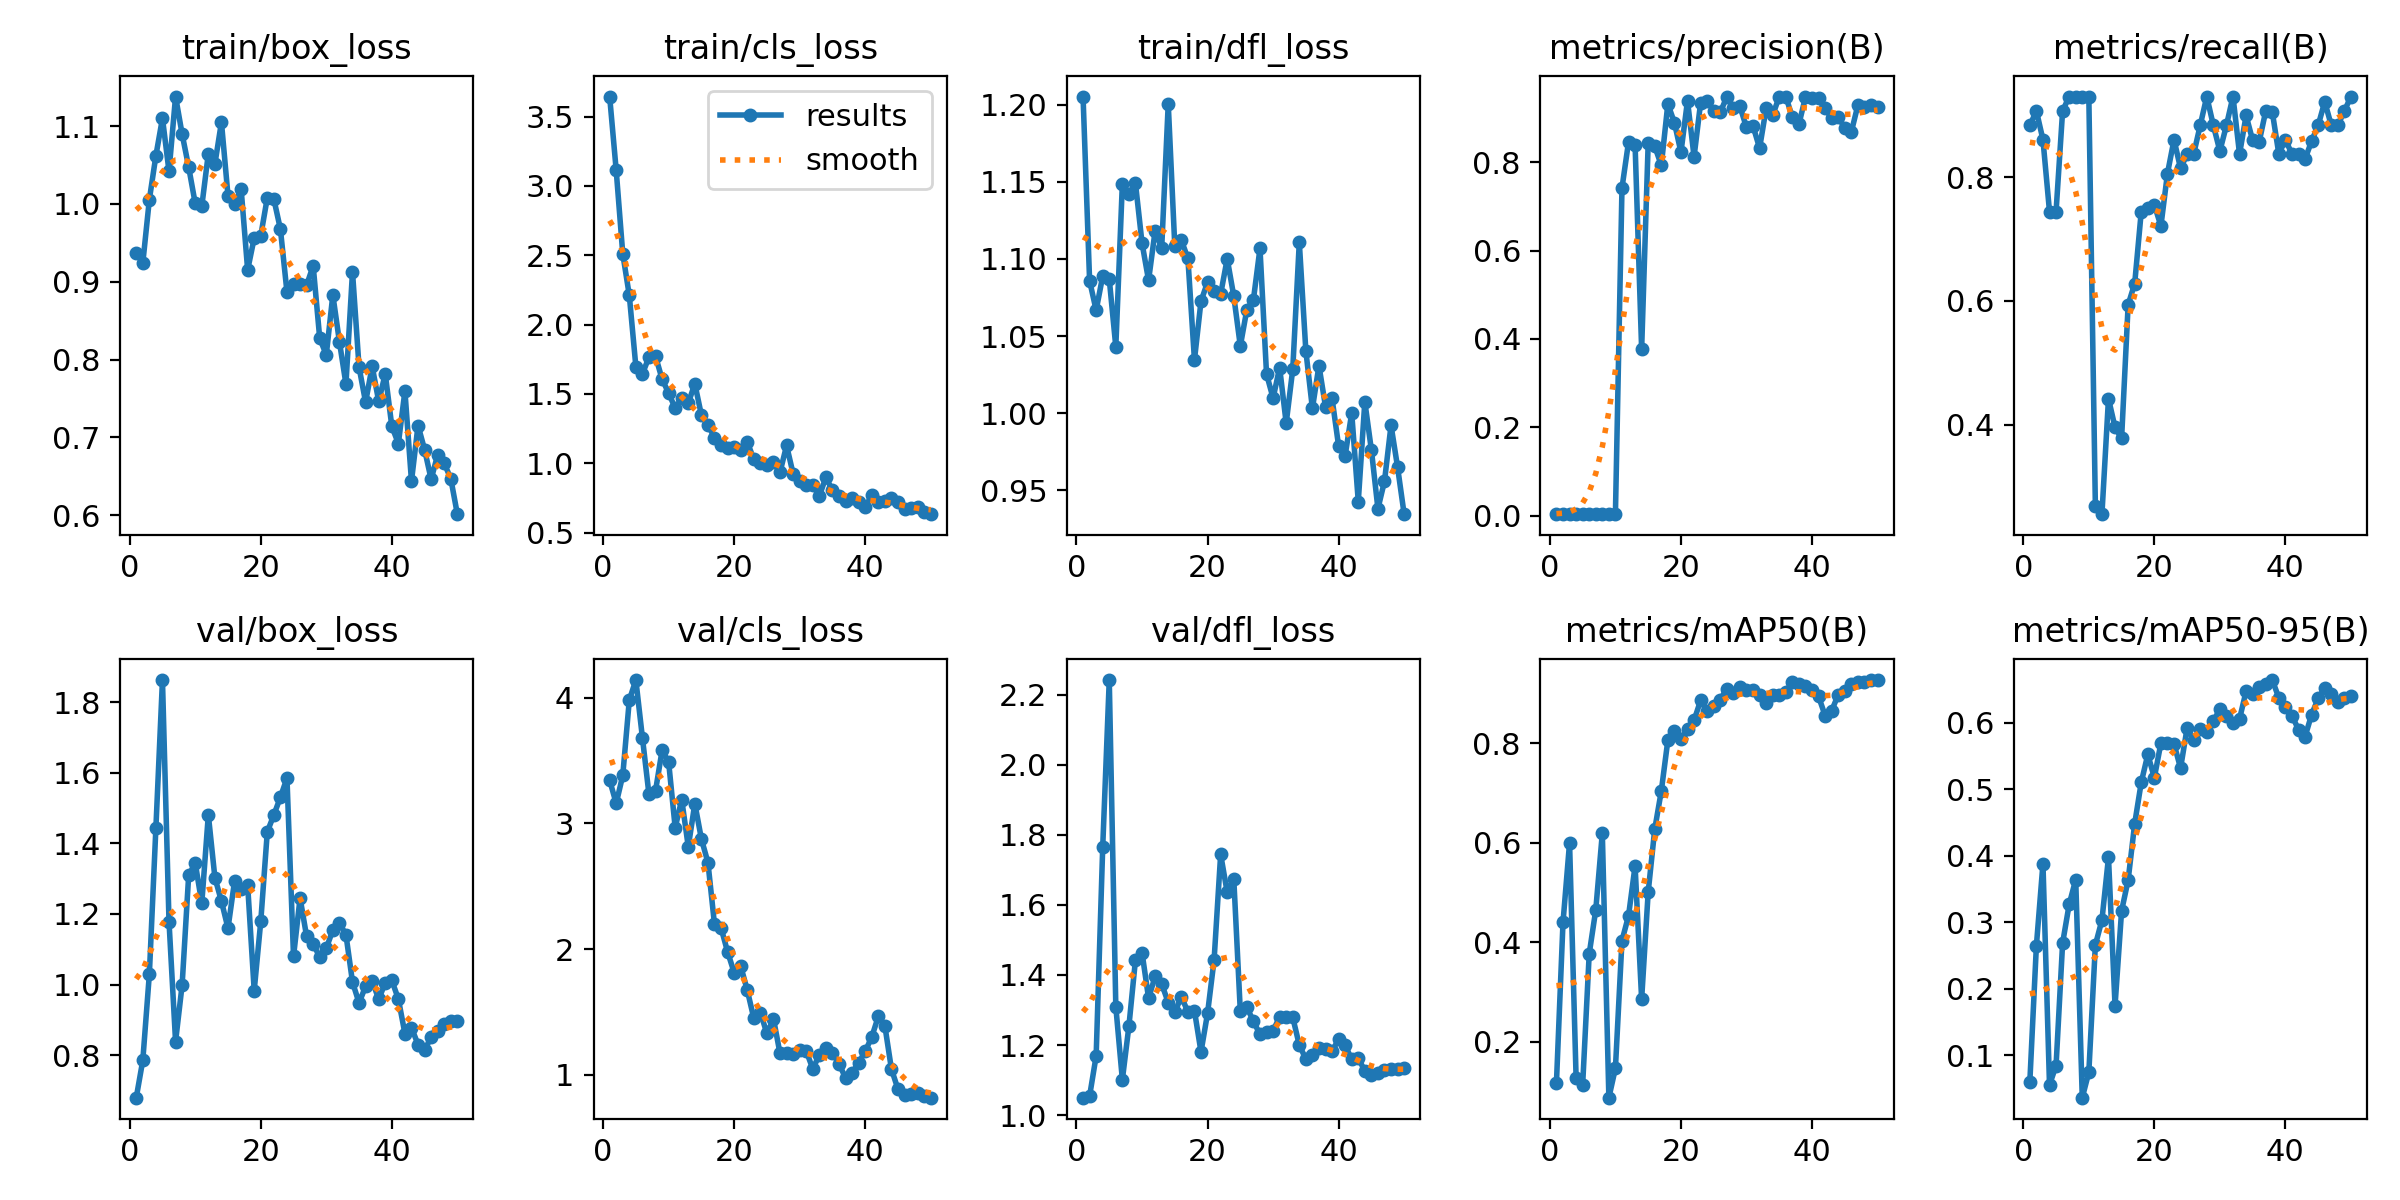 train/box_loss
1.1
1.0
0.9
0.8
0.7
0.6
0 20 40
train/cls_loss
results
smooth
3.5
3.0
2.5
2.0
1.5
1.0
0.5
0 20 40
train/dfl_loss
1.20
1.15
1.10
1.05
1.00
0.95
0 20 40
metrics/precision(B)
0.8
0.6
0.4
0.2
0.0
0 20 40
metrics/recall(B)
0.8
0.6
0.4
0 20 40
val/box_loss
1.8
1.6
1.4
1.2
1.0
0.8
0 20 40
val/cls_loss
4
3
2
1
0 20 40
val/dfl_loss
2.2
2.0
1.8
1.6
1.4
1.2
1.0
0 20 40
metrics/mAP50(B)
0.8
0.6
0.4
0.2
0 20 40
metrics/mAP50-95(B)
0.6
0.5
0.4
0.3
0.2
0.1
0 20 40